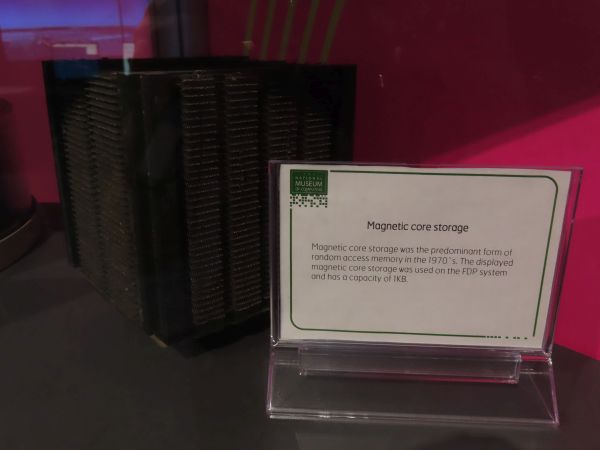 NATIONAL
MUSEUM
OF COMPUTING
Magnetic core storage
Magnetic core storage was the predominant form of
random access memory in the 1970's. The displayed
magnetic core storage was used on the FDP system
and has a capacity of 1KB.